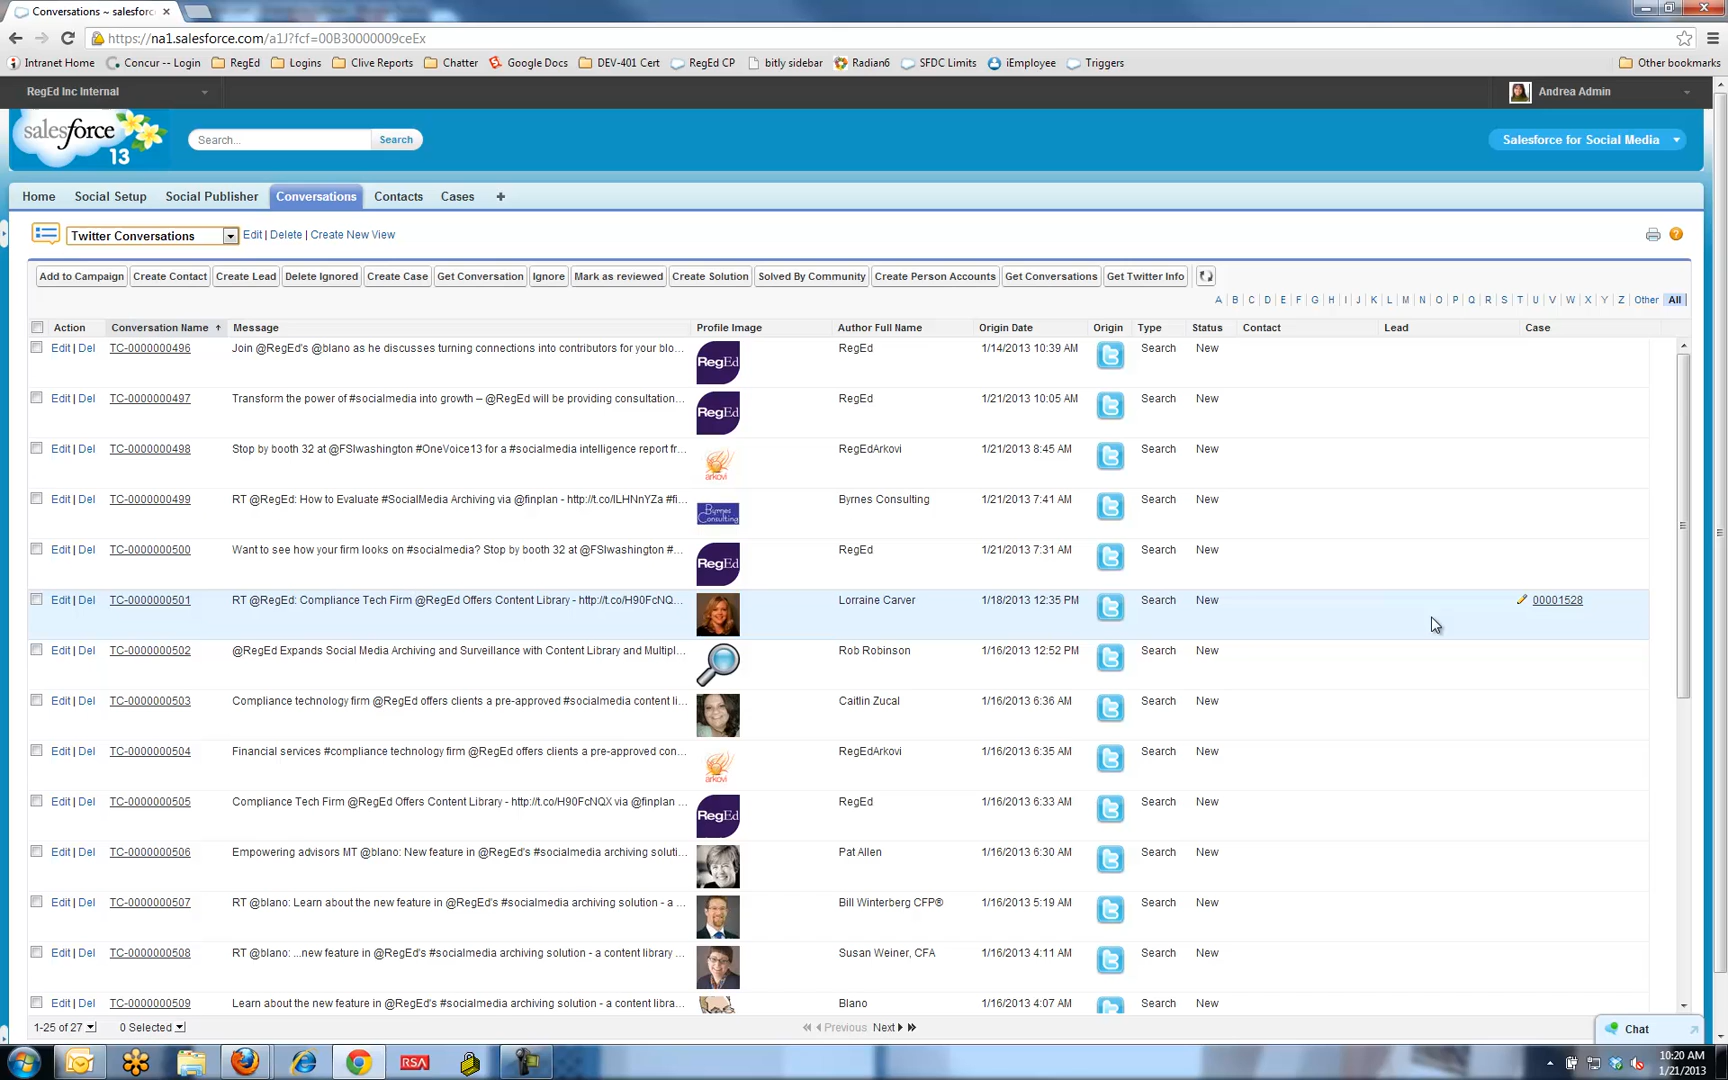 Conversations ~ salesforce
https://na1.salesforce.com/a1J?fcf=00B30000009ceEx
Intranet Home Concur -- Login RegEd Logins Clive Reports Chatter Google Docs DEV-401 Cert RegEd CP bitly sidebar Radian6 SFDC Limits iEmployee Triggers Other bookmarks
RegEd Inc Internal Andrea Admin
salesforce 13
Search... Search Salesforce for Social Media
Home Social Setup Social Publisher Conversations Contacts Cases +
Twitter Conversations Edit | Delete | Create New View
Add to Campaign Create Contact Create Lead Delete Ignored Create Case Get Conversation Ignore Mark as reviewed Create Solution Solved By Community Create Person Accounts Get Conversations Get Twitter Info
A B C D E F G H I J K L M N O P Q R S T U V W X Y Z Other All
Action Conversation Name Message Profile Image Author Full Name Origin Date Origin Type Status Contact Lead Case
Edit | Del TC-0000000496 Join @RegEd's @blano as he discusses turning connections into contributors for your blo... RegEd RegEd 1/14/2013 10:39 AM Search New
Edit | Del TC-0000000497 Transform the power of #socialmedia into growth – @RegEd will be providing consultation... RegEd RegEd 1/21/2013 10:05 AM Search New
Edit | Del TC-0000000498 Stop by booth 32 at @FSIwashington #OneVoice13 for a #socialmedia intelligence report fr... arkovi RegEdArkovi 1/21/2013 8:45 AM Search New
Edit | Del TC-0000000499 RT @RegEd: How to Evaluate #SocialMedia Archiving via @finplan - http://t.co/ILHNnYZa #fi... Byrnes Consulting Byrnes Consulting 1/21/2013 7:41 AM Search New
Edit | Del TC-0000000500 Want to see how your firm looks on #socialmedia? Stop by booth 32 at @FSIwashington #... RegEd RegEd 1/21/2013 7:31 AM Search New
Edit | Del TC-0000000501 RT @RegEd: Compliance Tech Firm @RegEd Offers Content Library - http://t.co/H90FcNQ... Lorraine Carver 1/18/2013 12:35 PM Search New 00001528
Edit | Del TC-0000000502 @RegEd Expands Social Media Archiving and Surveillance with Content Library and Multipl... Rob Robinson 1/16/2013 12:52 PM Search New
Edit | Del TC-0000000503 Compliance technology firm @RegEd offers clients a pre-approved #socialmedia content li... Caitlin Zucal 1/16/2013 6:36 AM Search New
Edit | Del TC-0000000504 Financial services #compliance technology firm @RegEd offers clients a pre-approved con... arkovi RegEdArkovi 1/16/2013 6:35 AM Search New
Edit | Del TC-0000000505 Compliance Tech Firm @RegEd Offers Content Library - http://t.co/H90FcNQX via @finplan ... RegEd RegEd 1/16/2013 6:33 AM Search New
Edit | Del TC-0000000506 Empowering advisors MT @blano: New feature in @RegEd's #socialmedia archiving soluti... Pat Allen 1/16/2013 6:30 AM Search New
Edit | Del TC-0000000507 RT @blano: Learn about the new feature in @RegEd's #socialmedia archiving solution - a ... Bill Winterberg CFP® 1/16/2013 5:19 AM Search New
Edit | Del TC-0000000508 RT @blano: ...new feature in @RegEd's #socialmedia archiving solution - a content library ... Susan Weiner, CFA 1/16/2013 4:11 AM Search New
Edit | Del TC-0000000509 Learn about the new feature in @RegEd's #socialmedia archiving solution - a content libra... Blano 1/16/2013 4:07 AM Search New
1-25 of 27 0 Selected Previous Next
Chat
RSA
10:20 AM
1/21/2013